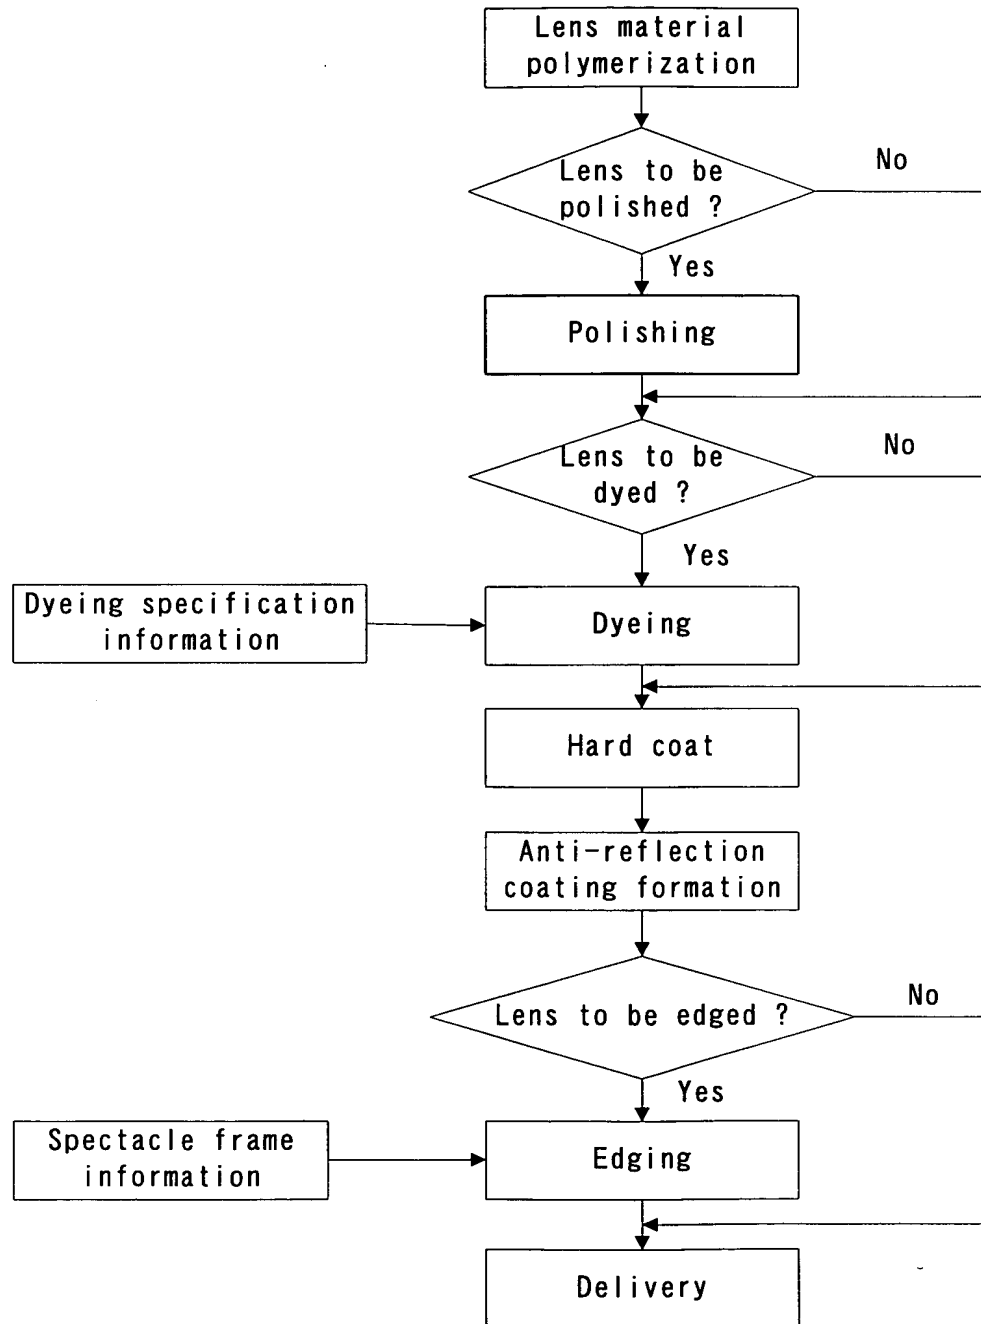 Lens material
polymerization
Lens to be
polished ?
No
Yes
Polishing
Lens to be
dyed ?
No
Yes
Dyeing specification
information
Dyeing
Hard coat
Anti-reflection
coating formation
Lens to be edged ?
No
Yes
Spectacle frame
information
Edging
Delivery